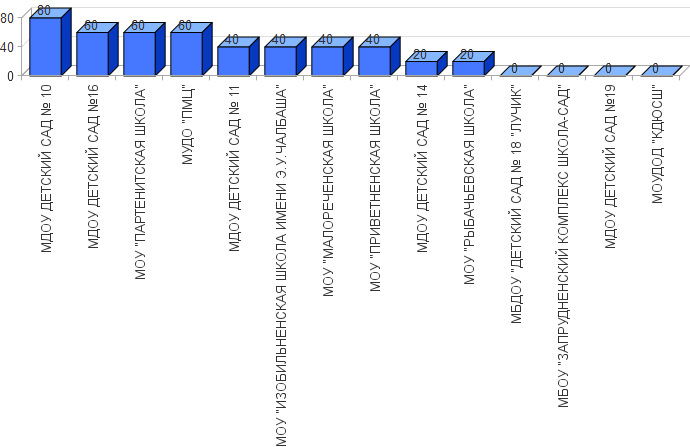 80
40
0
80
60
60
60
40
40
40
40
20
20
0
0
0
0
МДОУ ДЕТСКИЙ САД № 10
МДОУ ДЕТСКИЙ САД №16
МОУ "ПАРТЕНИТСКАЯ ШКОЛА"
МУДО "ПМЦ"
МДОУ ДЕТСКИЙ САД № 11
МОУ "ИЗОБИЛЬНЕНСКАЯ ШКОЛА ИМЕНИ Э.У.ЧАЛБАША"
МОУ "МАЛОРЕЧЕНСКАЯ ШКОЛА"
МОУ "ПРИВЕТНЕНСКАЯ ШКОЛА"
МДОУ ДЕТСКИЙ САД № 14
МОУ "РЫБАЧЬЕВСКАЯ ШКОЛА"
МБДОУ "ДЕТСКИЙ САД № 18 "ЛУЧИК"
МБОУ "ЗАПРУДНЕНСКИЙ КОМПЛЕКС ШКОЛА-САД"
МДОУ ДЕТСКИЙ САД №19
МОУДОД "КДЮСШ"